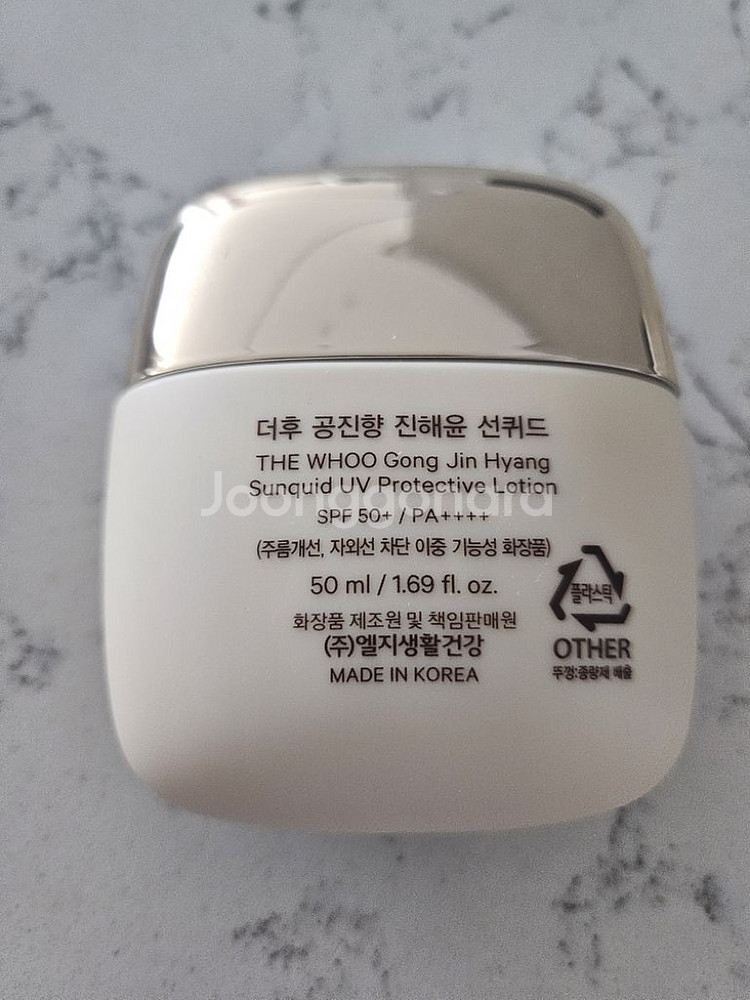 더후 공진향 진해윤 선퀴드
THE WHOO Gong Jin Hyang
Sunquid UV Protective Lotion
Joonggonara
SPF 50+ / PA++++
(주름개선, 자외선 차단 이중 기능성 화장품)
50 ml / 1.69 fl. oz.
화장품 제조원 및 책임판매원
(주)엘지생활건강
MADE IN KOREA
플라스틱
OTHER
뚜껑:종량제 배출